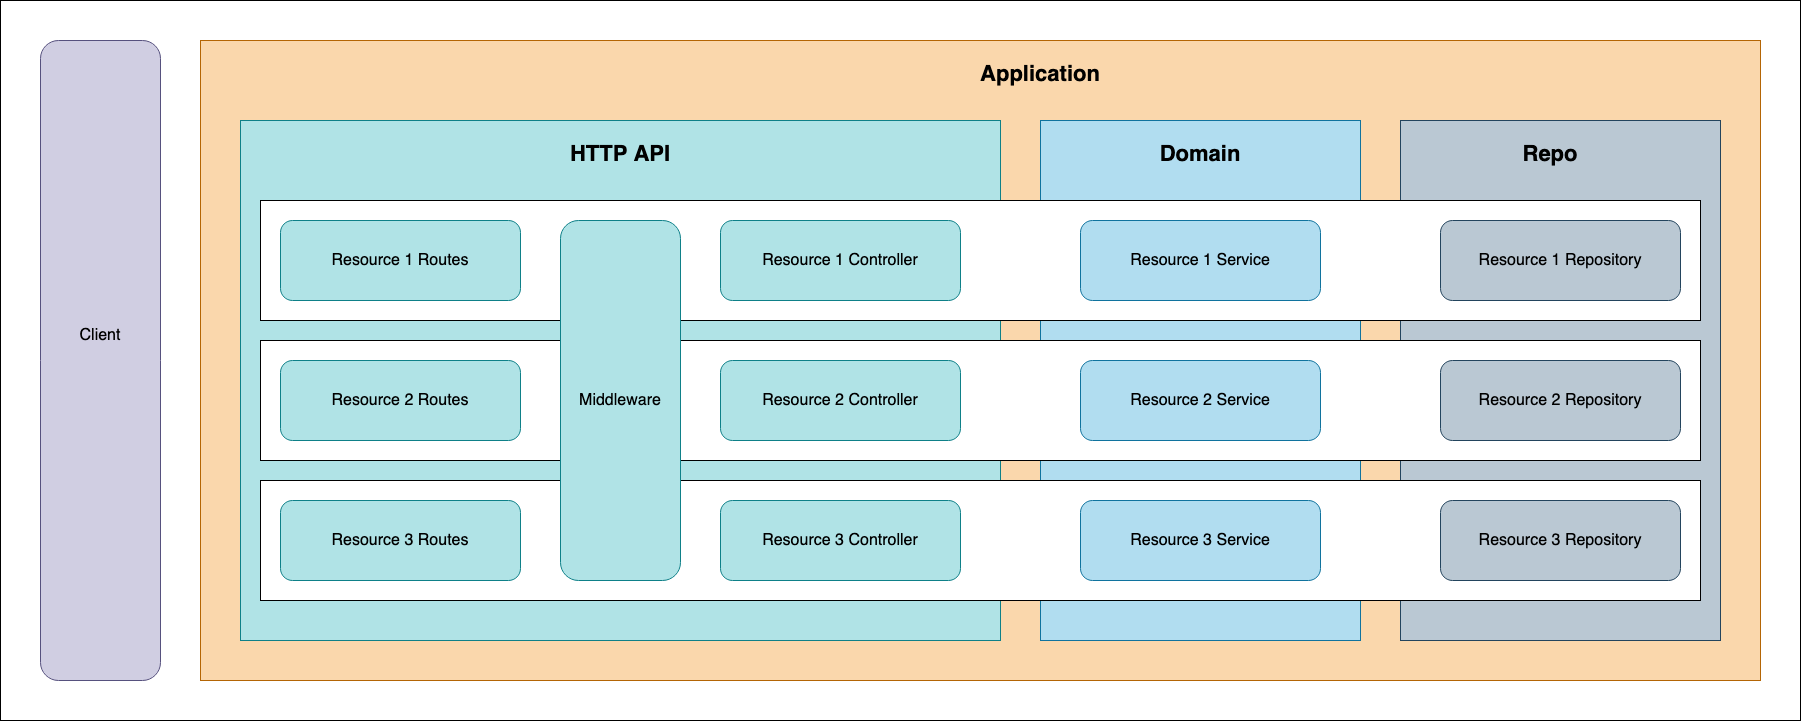 Client
Application
HTTP API
Domain
Repo
Resource 1 Routes
Middleware
Resource 1 Controller
Resource 1 Service
Resource 1 Repository
Resource 2 Routes
Resource 2 Controller
Resource 2 Service
Resource 2 Repository
Resource 3 Routes
Resource 3 Controller
Resource 3 Service
Resource 3 Repository